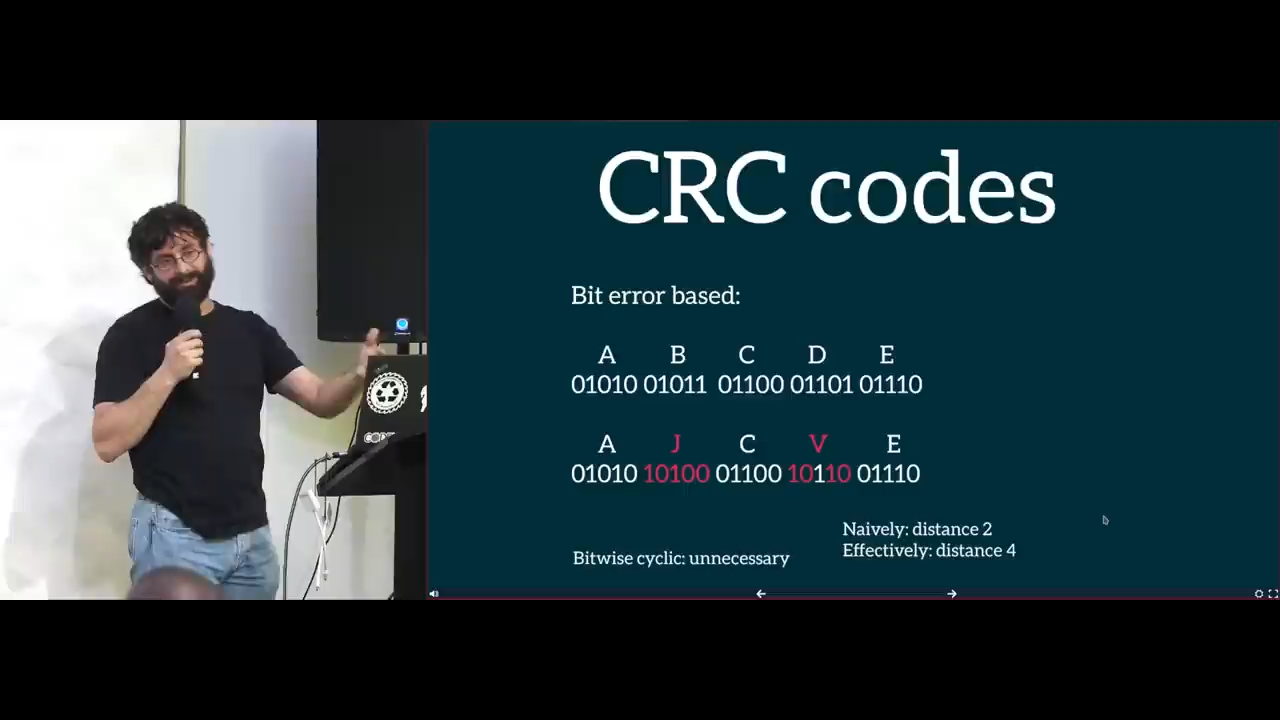 CRC codes
Bit error based:
A B C D E
01010 01011 01100 01101 01110
A J C V E
01010 10100 01100 10110 01110
Naively: distance 2
Effectively: distance 4
Bitwise cyclic: unnecessary